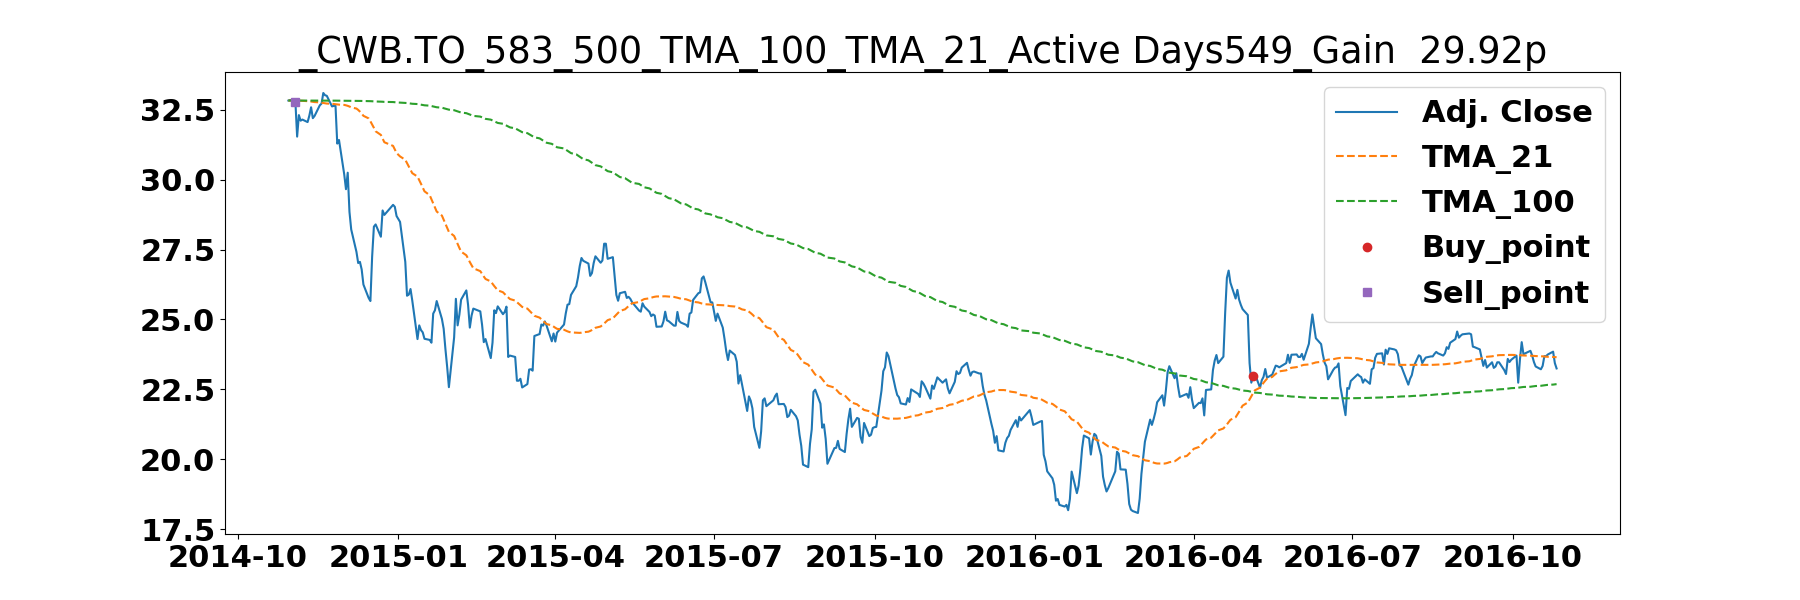 _CWB.TO_583_500_TMA_100_TMA_21_Active Days549_Gain  29.92p
32.5
30.0
27.5
25.0
22.5
20.0
17.5
2014-10 2015-01 2015-04 2015-07 2015-10 2016-01 2016-04 2016-07 2016-10
Adj. Close
TMA_21
TMA_100
Buy_point
Sell_point